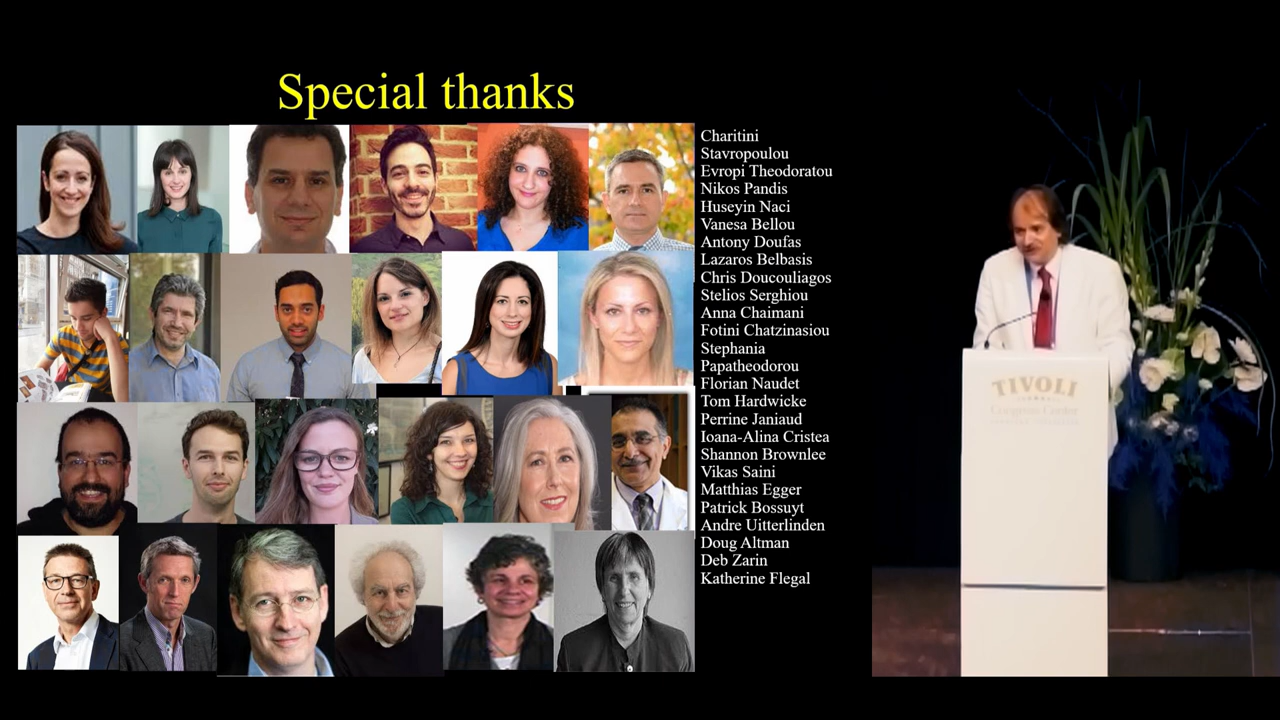 Special thanks
Charitini
Stavropoulou
Evropi Theodoratou
Nikos Pandis
Huseyin Naci
Vanesa Bellou
Antony Doufas
Lazaros Belbasis
Chris Doucouliagos
Stelios Serghiou
Anna Chaimani
Fotini Chatzinasiou
Stephania
Papatheodorou
Florian Naudet
Tom Hardwicke
Perrine Janiaud
Ioana-Alina Cristea
Shannon Brownlee
Vikas Saini
Matthias Egger
Patrick Bossuyt
Andre Uitterlinden
Doug Altman
Deb Zarin
Katherine Flegal
TIVOLI
Congress Center